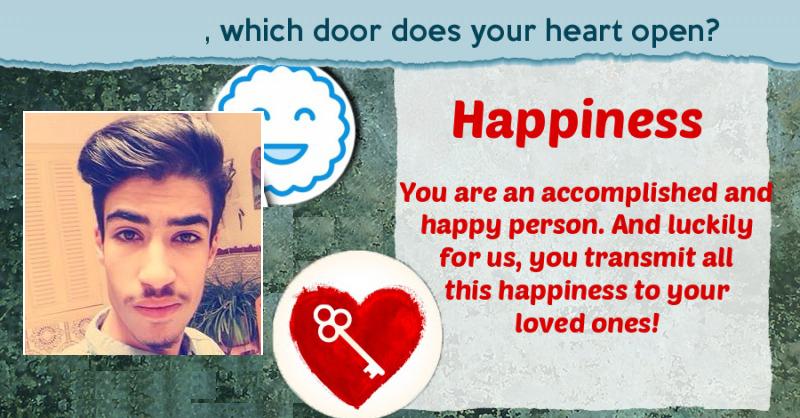 , which door does your heart open?
Happiness
You are an accomplished and
happy person. And luckily
for us, you transmit all
this happiness to your
loved ones!